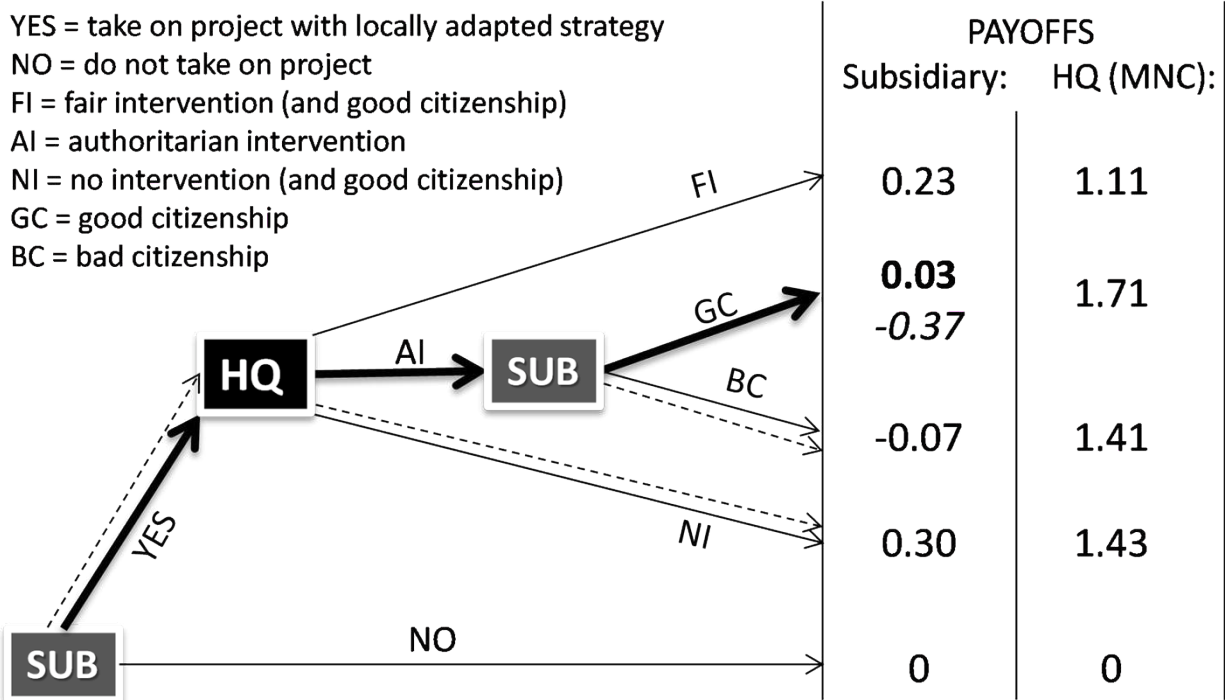 YES = take on project with locally adapted strategy
NO = do not take on project
FI = fair intervention (and good citizenship)
AI = authoritarian intervention
NI = no intervention (and good citizenship)
GC = good citizenship
BC = bad citizenship
PAYOFFS
Subsidiary: HQ (MNC):
FI
0.23 1.11
GC
0.03
-0.37
1.71
HQ
AI
SUB
BC
-0.07 1.41
YES
NI
0.30 1.43
SUB
NO
0 0